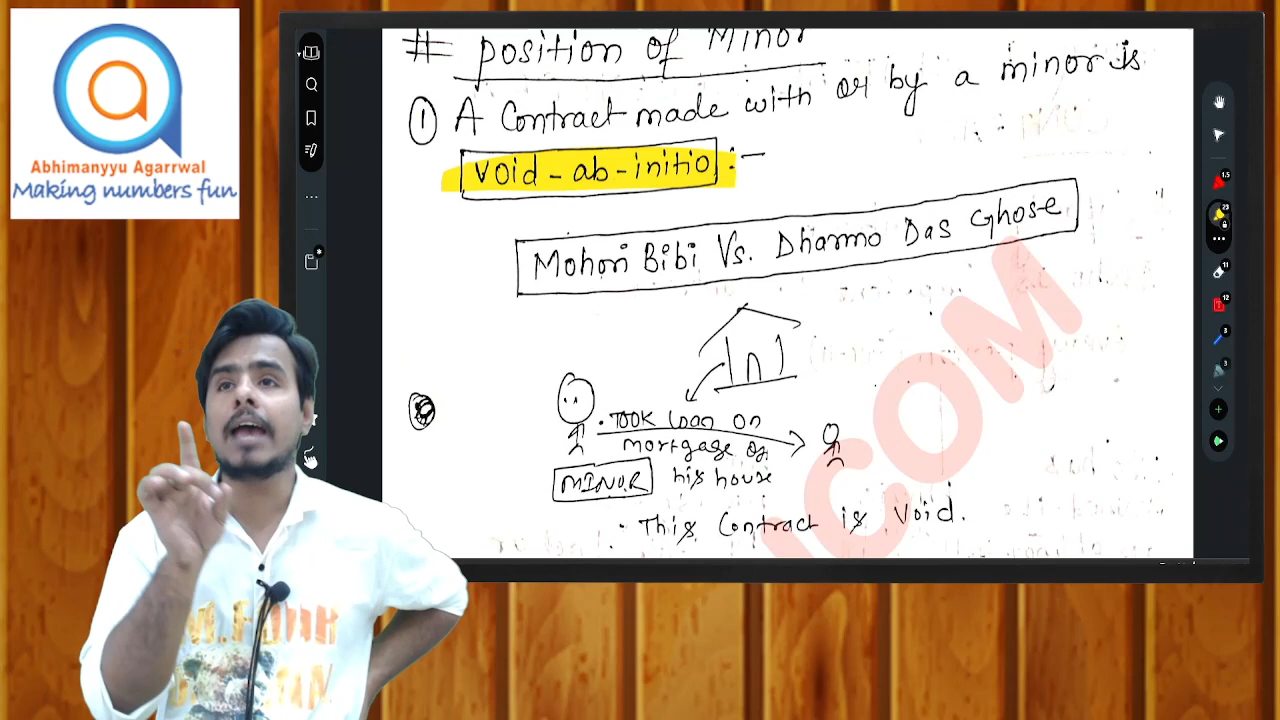 Abhimanyyu Agarrwal
Making numbers fun
# position of Minor
① A Contract made with or by a minor is
Void-ab-initio :-
Mohori Bibi Vs. Dharmo Das Ghose
• Took loan on
mortgage of
his house
MINOR
• This Contract is Void.
COM